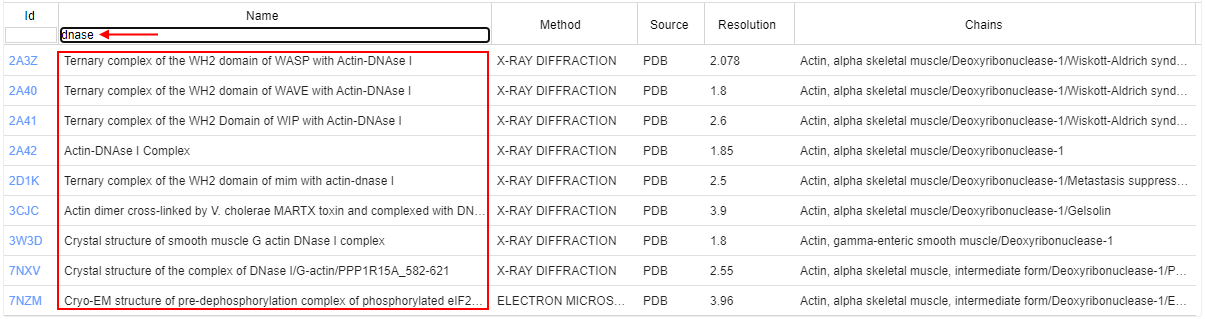 Id Name Method Source Resolution Chains
dnase
2A3Z Ternary complex of the WH2 domain of WASP with Actin-DNAse I X-RAY DIFFRACTION PDB 2.078 Actin, alpha skeletal muscle/Deoxyribonuclease-1/Wiskott-Aldrich synd…
2A40 Ternary complex of the WH2 domain of WAVE with Actin-DNAse I X-RAY DIFFRACTION PDB 1.8 Actin, alpha skeletal muscle/Deoxyribonuclease-1/Wiskott-Aldrich synd…
2A41 Ternary complex of the WH2 Domain of WIP with Actin-DNAse I X-RAY DIFFRACTION PDB 2.6 Actin, alpha skeletal muscle/Deoxyribonuclease-1/Wiskott-Aldrich synd…
2A42 Actin-DNAse I Complex X-RAY DIFFRACTION PDB 1.85 Actin, alpha skeletal muscle/Deoxyribonuclease-1
2D1K Ternary complex of the WH2 domain of mim with actin-dnase I X-RAY DIFFRACTION PDB 2.5 Actin, alpha skeletal muscle/Deoxyribonuclease-1/Metastasis suppress…
3CJC Actin dimer cross-linked by V. cholerae MARTX toxin and complexed with DN… X-RAY DIFFRACTION PDB 3.9 Actin, alpha skeletal muscle/Deoxyribonuclease-1/Gelsolin
3W3D Crystal structure of smooth muscle G actin DNase I complex X-RAY DIFFRACTION PDB 1.8 Actin, gamma-enteric smooth muscle/Deoxyribonuclease-1
7NXV Crystal structure of the complex of DNase I/G-actin/PPP1R15A_582-621 X-RAY DIFFRACTION PDB 2.55 Actin, alpha skeletal muscle, intermediate form/Deoxyribonuclease-1/P…
7NZM Cryo-EM structure of pre-dephosphorylation complex of phosphorylated eIF2… ELECTRON MICROS… PDB 3.96 Actin, alpha skeletal muscle, intermediate form/Deoxyribonuclease-1/E…